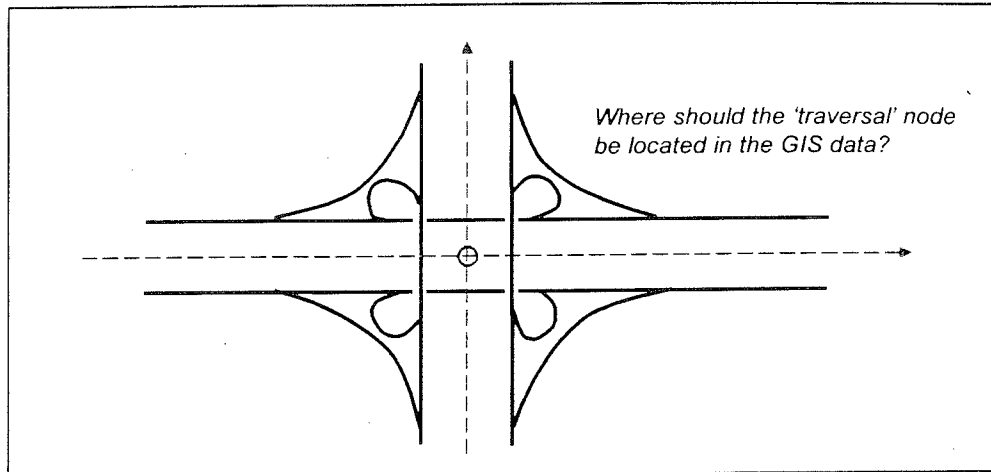 Where should the 'traversal' node
be located in the GIS data?